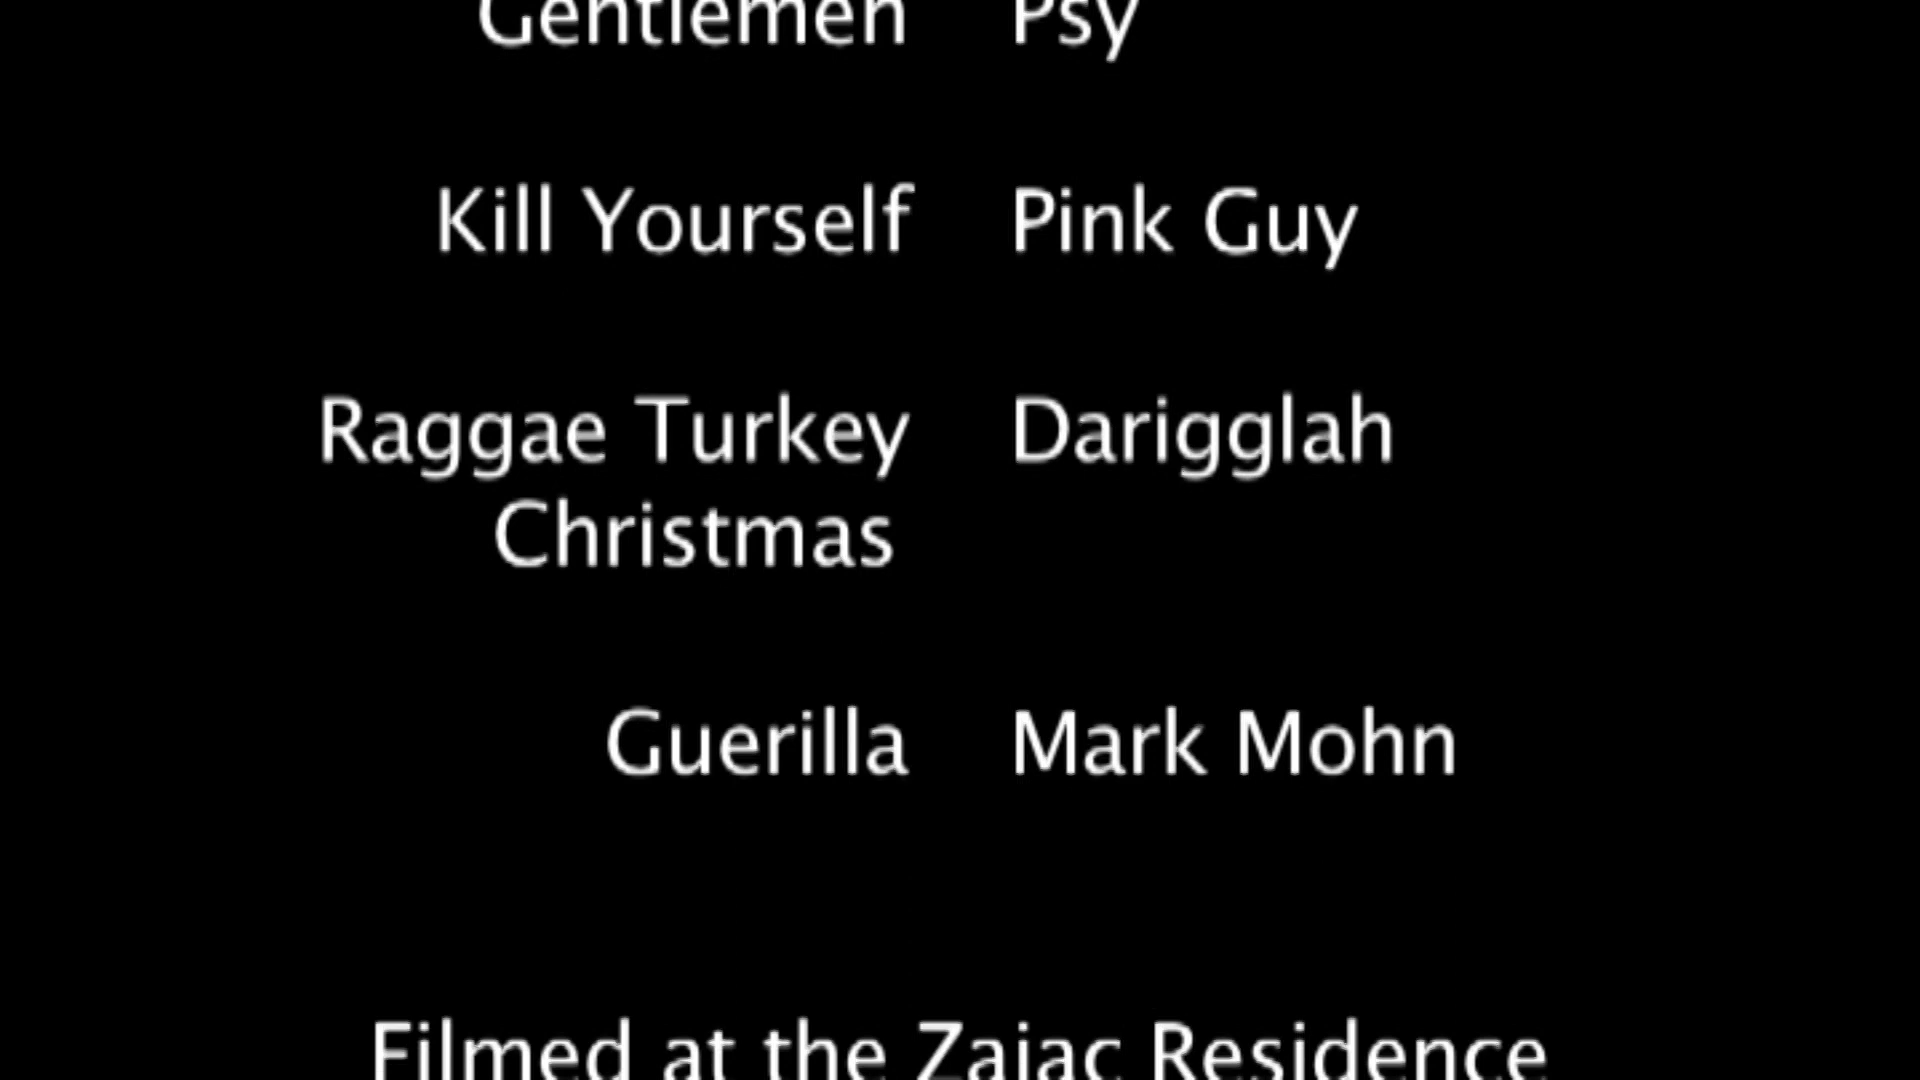 Gentlemen Psy
Kill Yourself Pink Guy
Raggae Turkey Darigglah
Christmas
Guerilla Mark Mohn
Filmed at the Zajac Residence